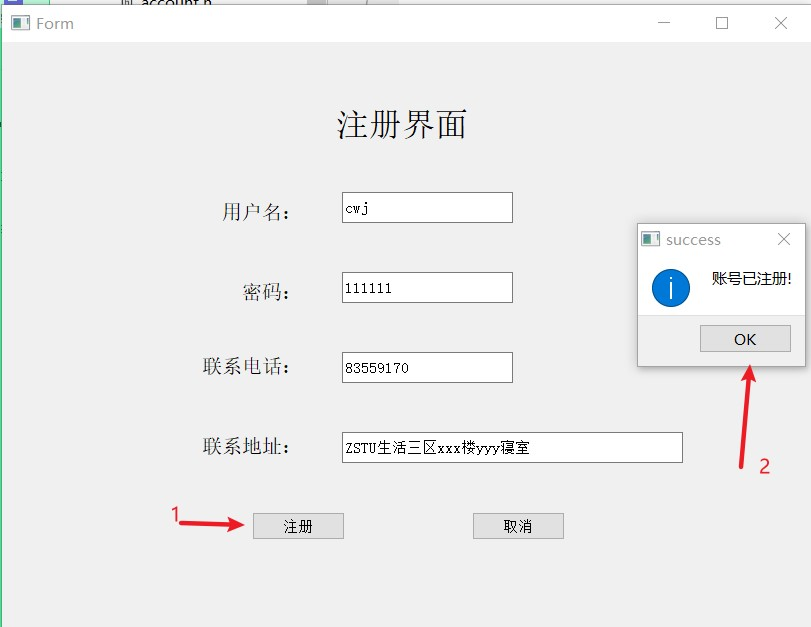 account.h
Form
注册界面
用户名：
cwj
密码：
111111
联系电话：
83559170
联系地址：
ZSTU生活三区xxx楼yyy寝室
1
注册
取消
success
账号已注册!
OK
2